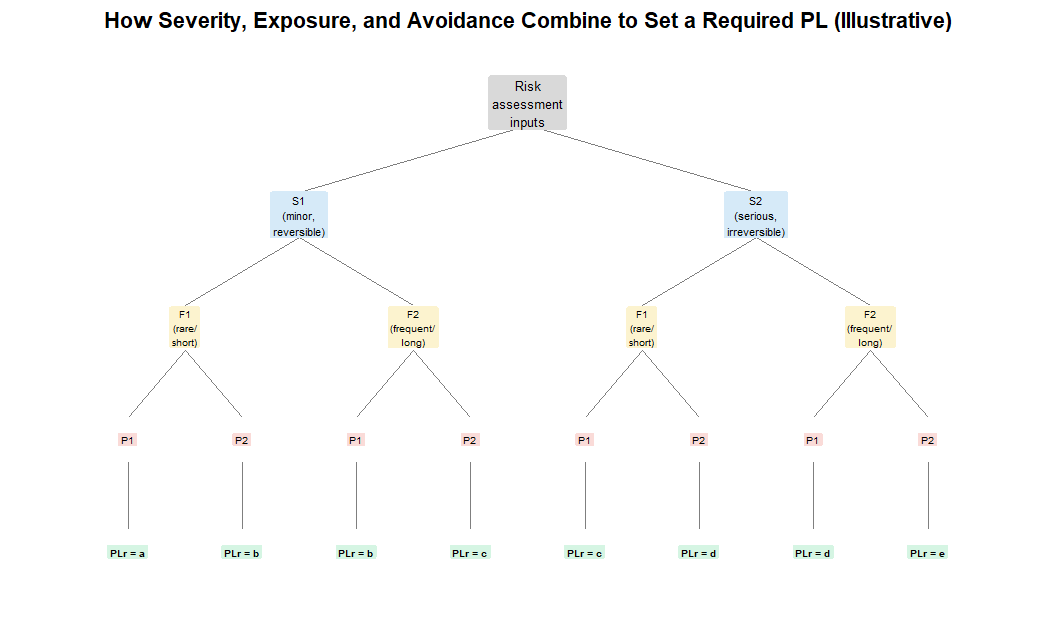 How Severity, Exposure, and Avoidance Combine to Set a Required PL (Illustrative)
Risk
assessment
inputs
S1
(minor,
reversible)
S2
(serious,
irreversible)
F1
(rare/
short)
F2
(frequent/
long)
F1
(rare/
short)
F2
(frequent/
long)
P1
P2
P1
P2
P1
P2
P1
P2
PLr = a
PLr = b
PLr = b
PLr = c
PLr = c
PLr = d
PLr = d
PLr = e